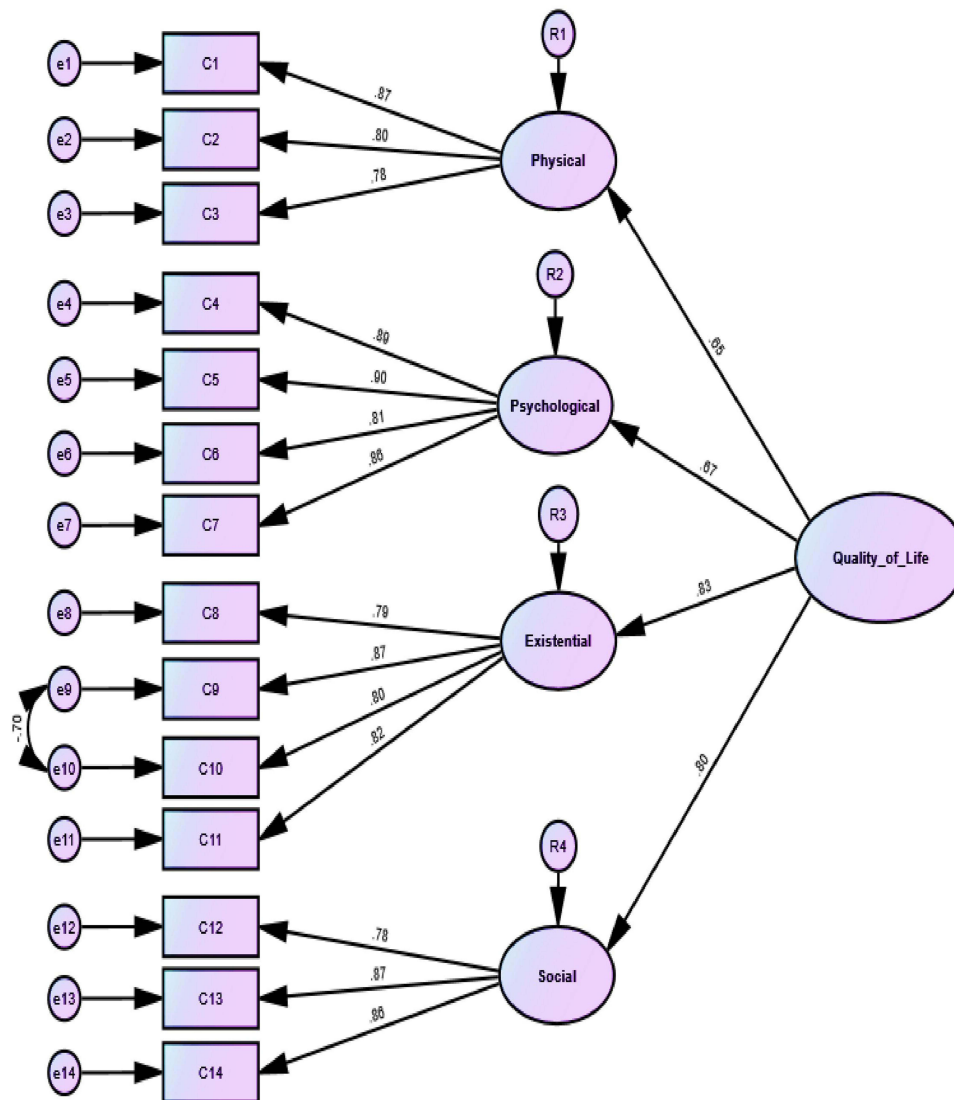 R1
e1
C1
.87
e2
C2
.80
Physical
e3
C3
.78
R2
e4
C4
.89
.65
e5
C5
.90
Psychological
e6
C6
.81
e7
C7
.86
.67
R3
Quality_of_Life
e8
C8
.79
.83
Existential
e9
C9
.87
-.70
e10
C10
.80
e11
C11
.82
.80
R4
e12
C12
.78
Social
e13
C13
.87
e14
C14
.86